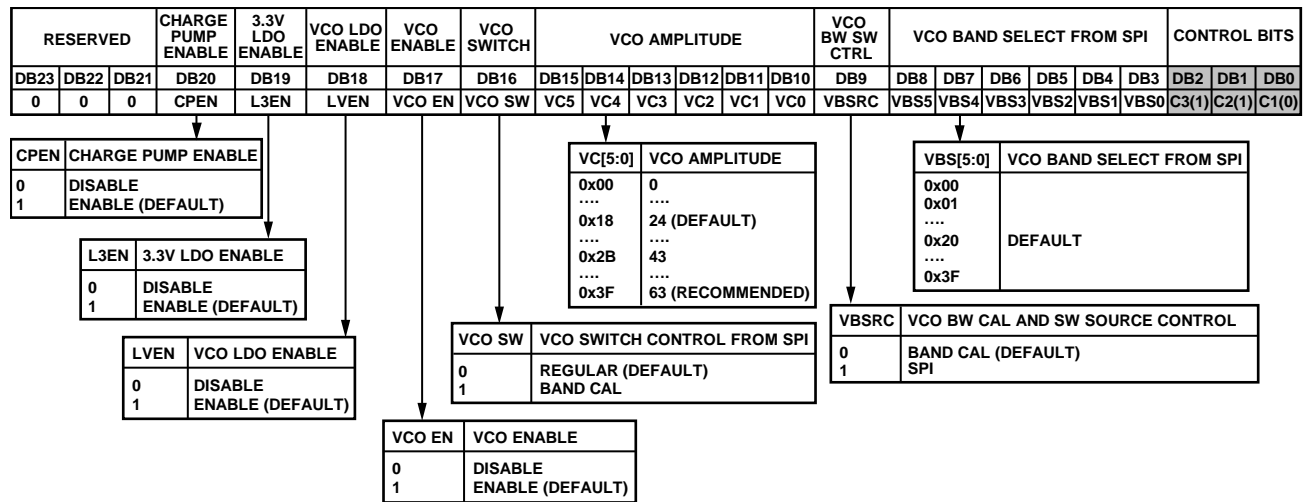 RESERVED
CHARGE PUMP ENABLE
3.3V LDO ENABLE
VCO LDO ENABLE
VCO ENABLE
VCO SWITCH
VCO AMPLITUDE
VCO BW SW CTRL
VCO BAND SELECT FROM SPI
CONTROL BITS
DB23 DB22 DB21 DB20 DB19 DB18 DB17 DB16 DB15 DB14 DB13 DB12 DB11 DB10 DB9 DB8 DB7 DB6 DB5 DB4 DB3 DB2 DB1 DB0
0 0 0 CPEN L3EN LVEN VCO EN VCO SW VC5 VC4 VC3 VC2 VC1 VC0 VBSRC VBS5 VBS4 VBS3 VBS2 VBS1 VBS0 C3(1) C2(1) C1(0)
CPEN CHARGE PUMP ENABLE
0 DISABLE
1 ENABLE (DEFAULT)
L3EN 3.3V LDO ENABLE
0 DISABLE
1 ENABLE (DEFAULT)
LVEN VCO LDO ENABLE
0 DISABLE
1 ENABLE (DEFAULT)
VCO EN VCO ENABLE
0 DISABLE
1 ENABLE (DEFAULT)
VCO SW VCO SWITCH CONTROL FROM SPI
0 REGULAR (DEFAULT)
1 BAND CAL
VC[5:0] VCO AMPLITUDE
0x00 0
.... ....
0x18 24 (DEFAULT)
.... ....
0x2B 43
.... ....
0x3F 63 (RECOMMENDED)
VBSRC VCO BW CAL AND SW SOURCE CONTROL
0 BAND CAL (DEFAULT)
1 SPI
VBS[5:0] VCO BAND SELECT FROM SPI
0x00
0x01
....
0x20 DEFAULT
....
0x3F